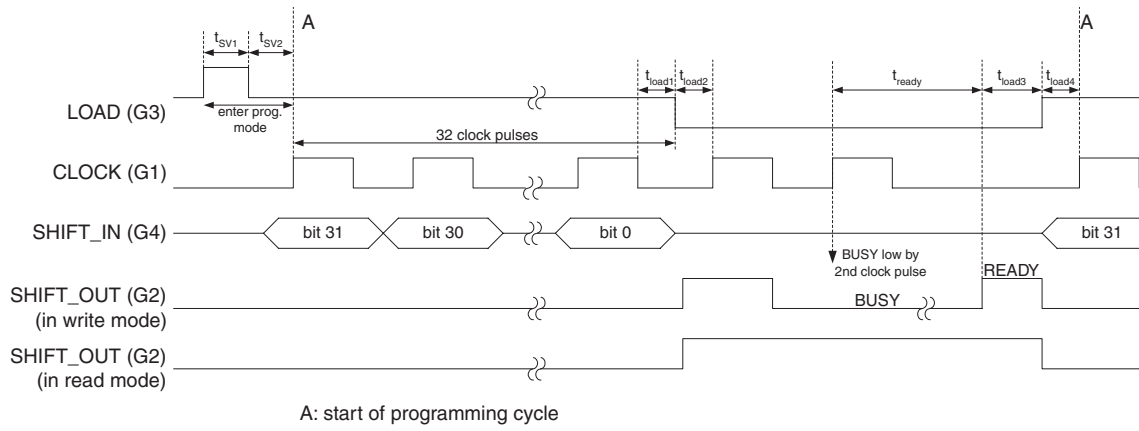 A
A
tSV1
tSV2
tload1
tload2
tready
tload3
tload4
LOAD (G3)
enter prog.
mode
32 clock pulses
CLOCK (G1)
SHIFT_IN (G4)
bit 31
bit 30
bit 0
bit 31
BUSY low by
2nd clock pulse
READY
SHIFT_OUT (G2)
(in write mode)
BUSY
SHIFT_OUT (G2)
(in read mode)
A: start of programming cycle